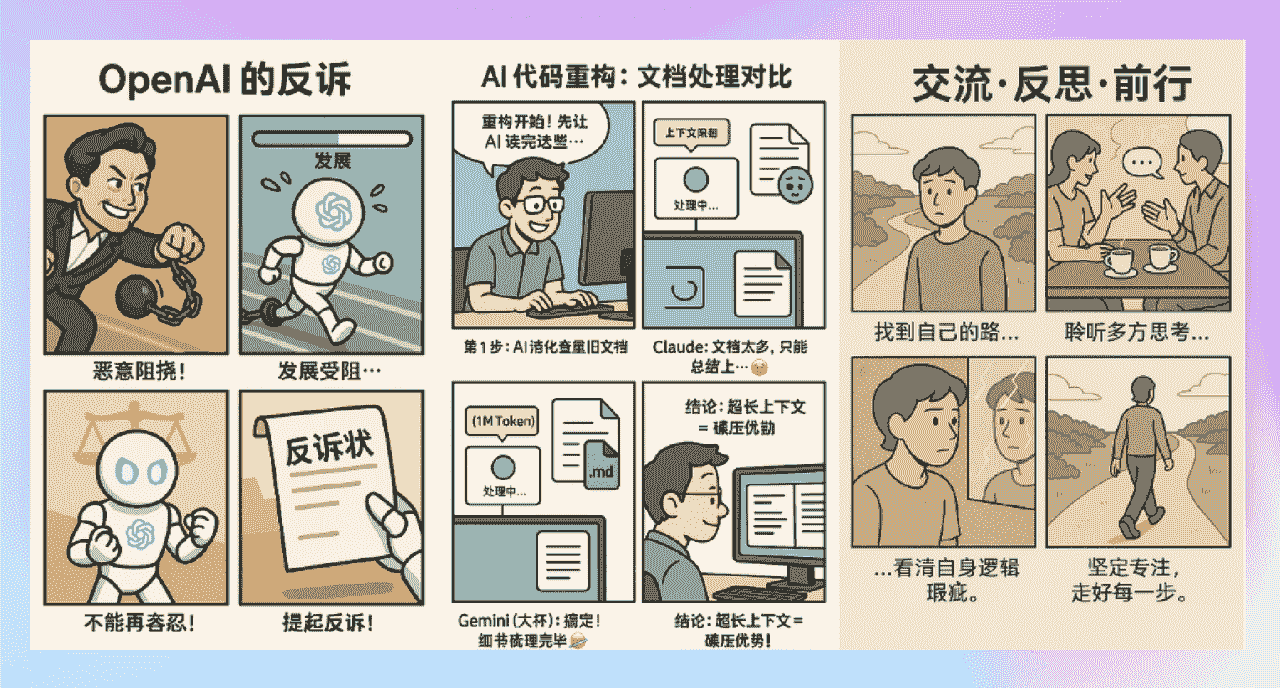 OpenAI 的反诉
恶意阻挠!
发展
发展受阻…
不能再容忍!
反诉状
提起反诉!
AI 代码重构：文档处理对比
重构开始! 先让
AI 读完这些…
第1步: AI 消化
旧文档
上下文限制
处理中...
Claude: 文档太多, 只能
总结上…
(1M Token)
.md
处理中...
Gemini (大杯): 搞定!
梳理完毕
结论: 超长上下文
= 碾压优势
结论: 超长上下文 =
碾压优势!
交流·反思·前行
找到自己的路...
聆听多方思考...
...看清自身逻辑
瑕疵。
坚定专注，
走好每一步。